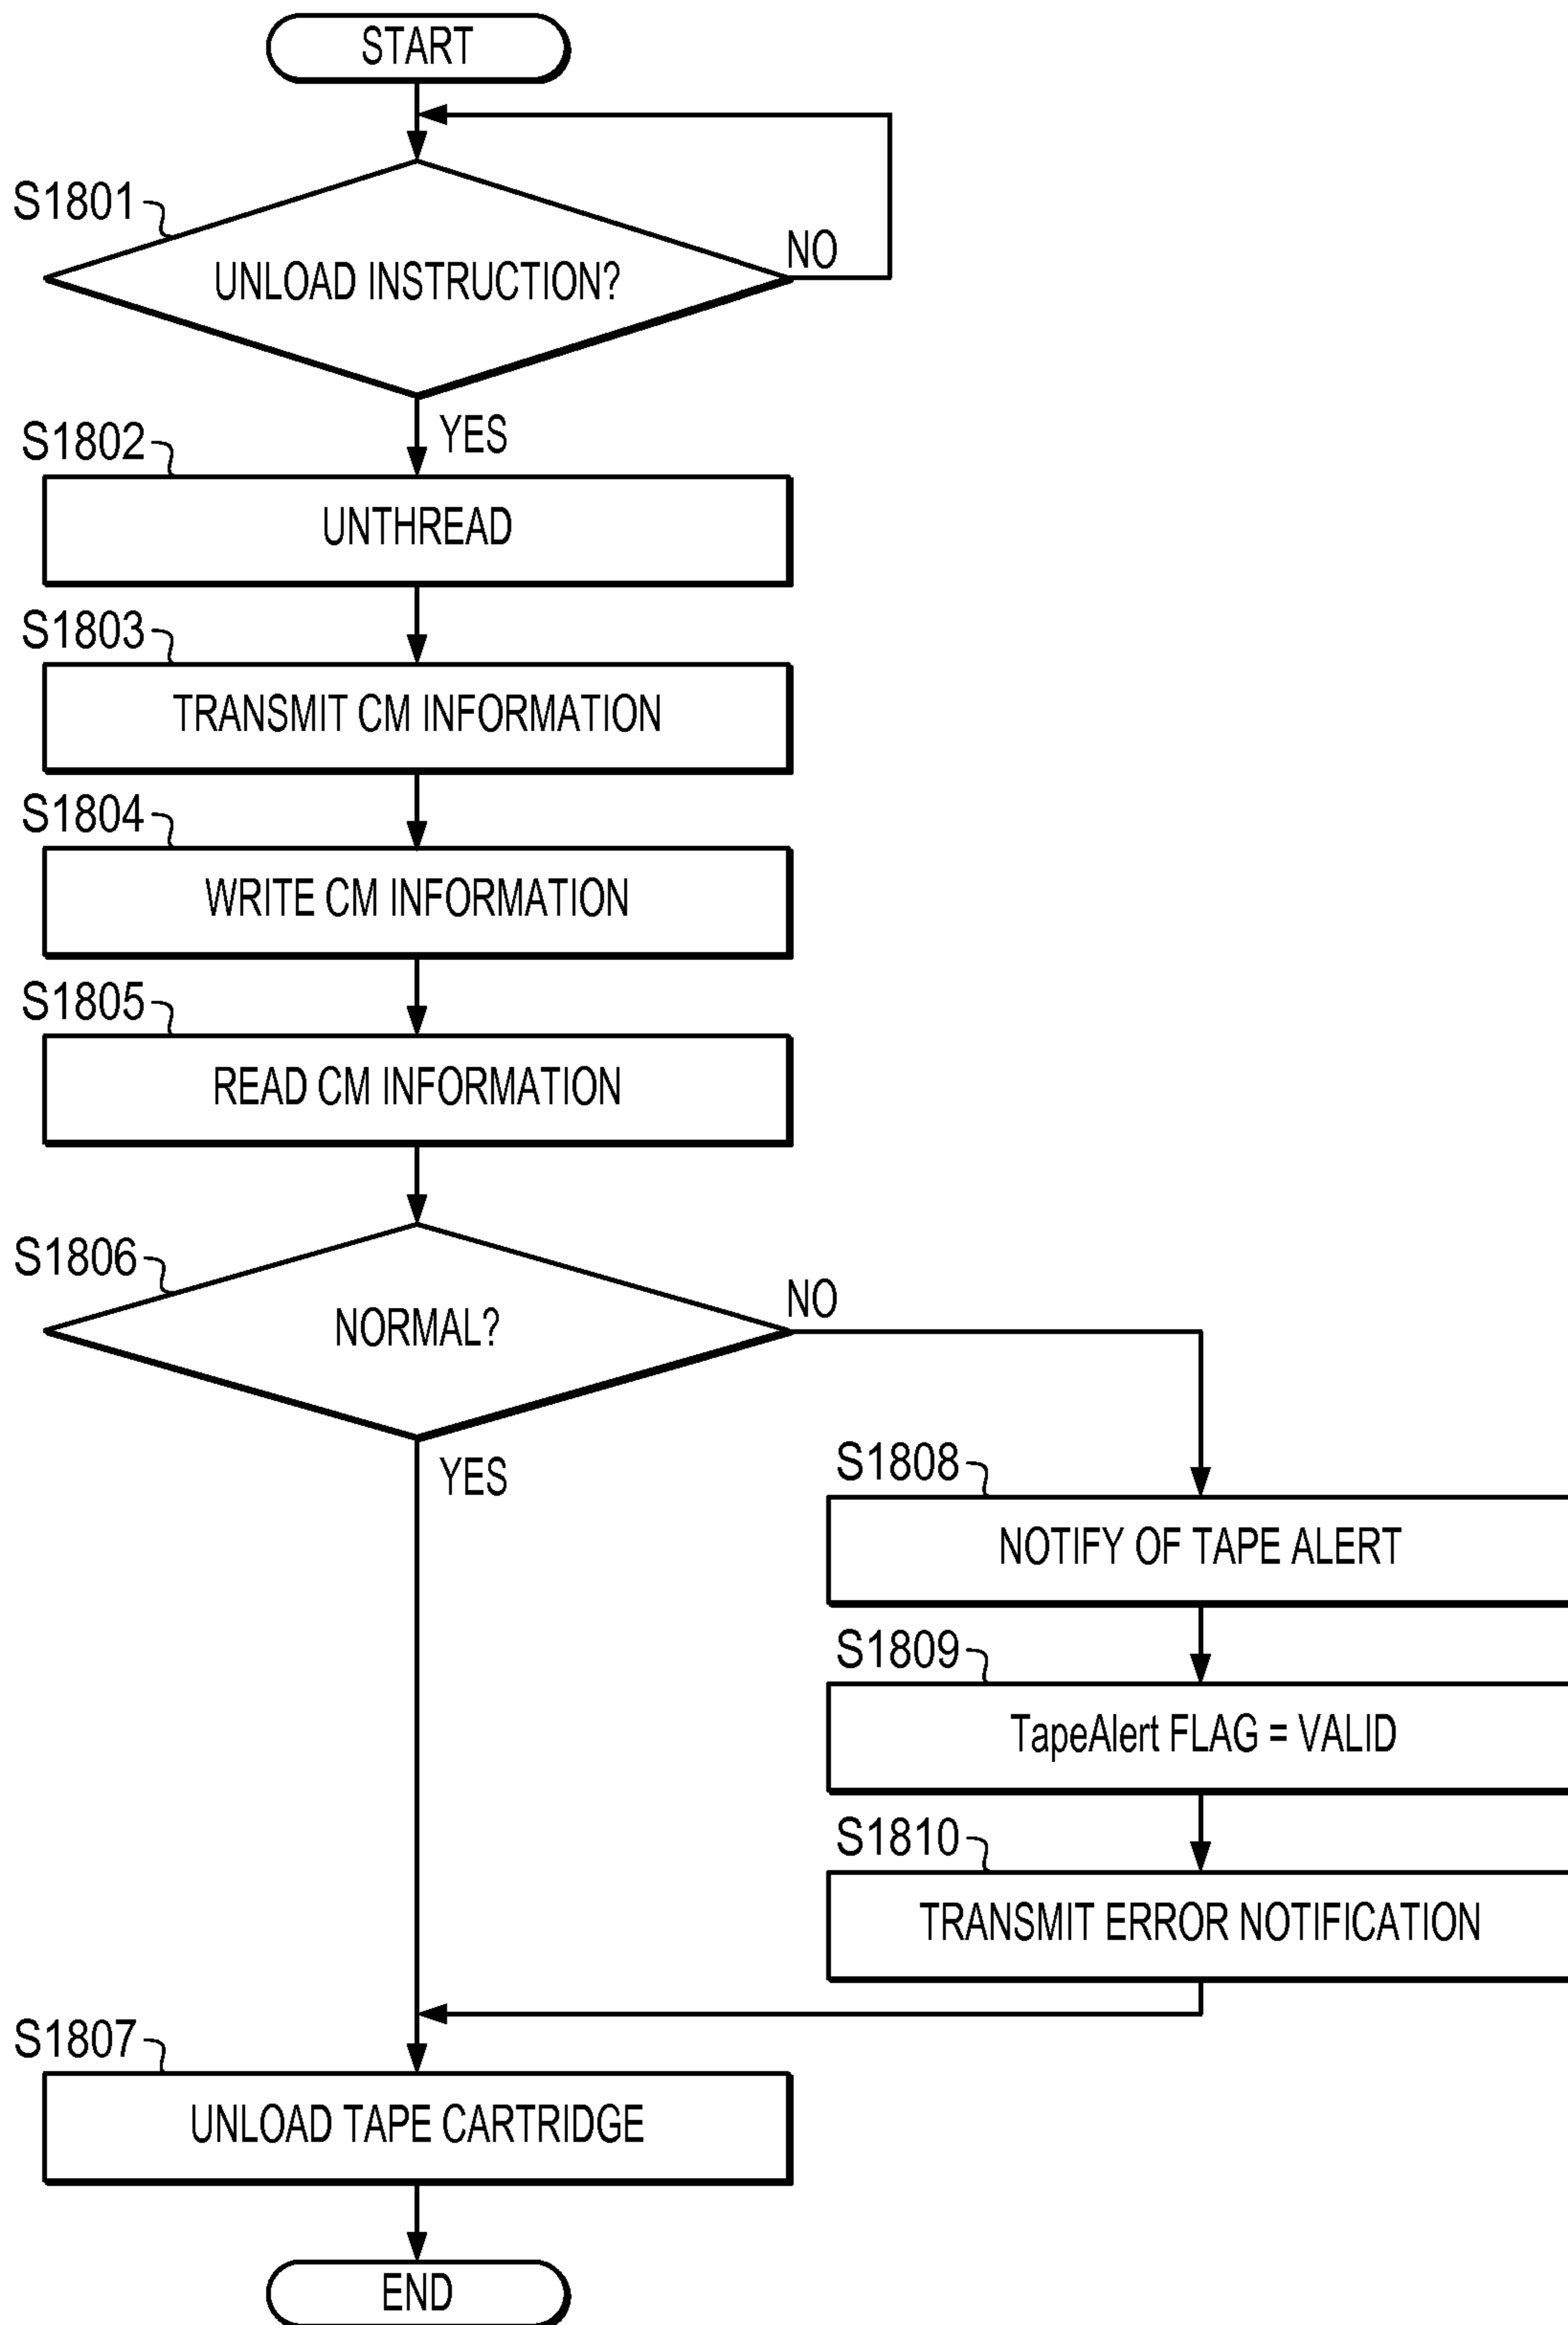 START
S1801
UNLOAD INSTRUCTION?
NO
YES
S1802
UNTHREAD
S1803
TRANSMIT CM INFORMATION
S1804
WRITE CM INFORMATION
S1805
READ CM INFORMATION
S1806
NORMAL?
NO
YES
S1808
NOTIFY OF TAPE ALERT
S1809
TapeAlert FLAG = VALID
S1810
TRANSMIT ERROR NOTIFICATION
S1807
UNLOAD TAPE CARTRIDGE
END